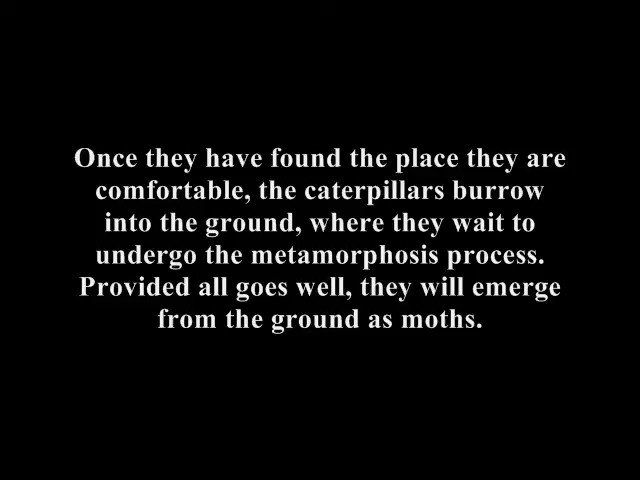 Once they have found the place they are
comfortable, the caterpillars burrow
into the ground, where they wait to
undergo the metamorphosis process.
Provided all goes well, they will emerge
from the ground as moths.